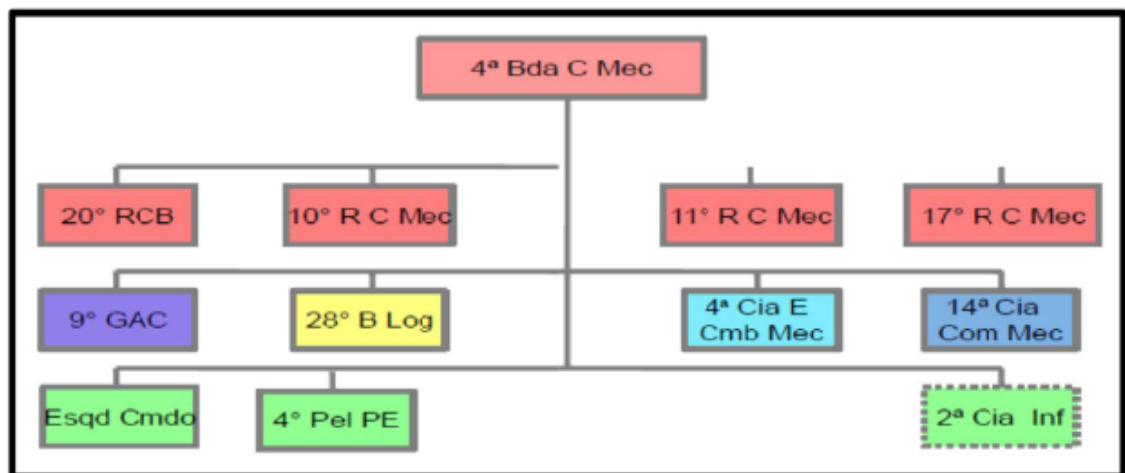 4ª Bda C Mec
20° RCB
10° R C Mec
11° R C Mec
17° R C Mec
9° GAC
28° B Log
4ª Cia E
Cmb Mec
14ª Cia
Com Mec
Esqd Cmdo
4° Pel PE
2ª Cia Inf